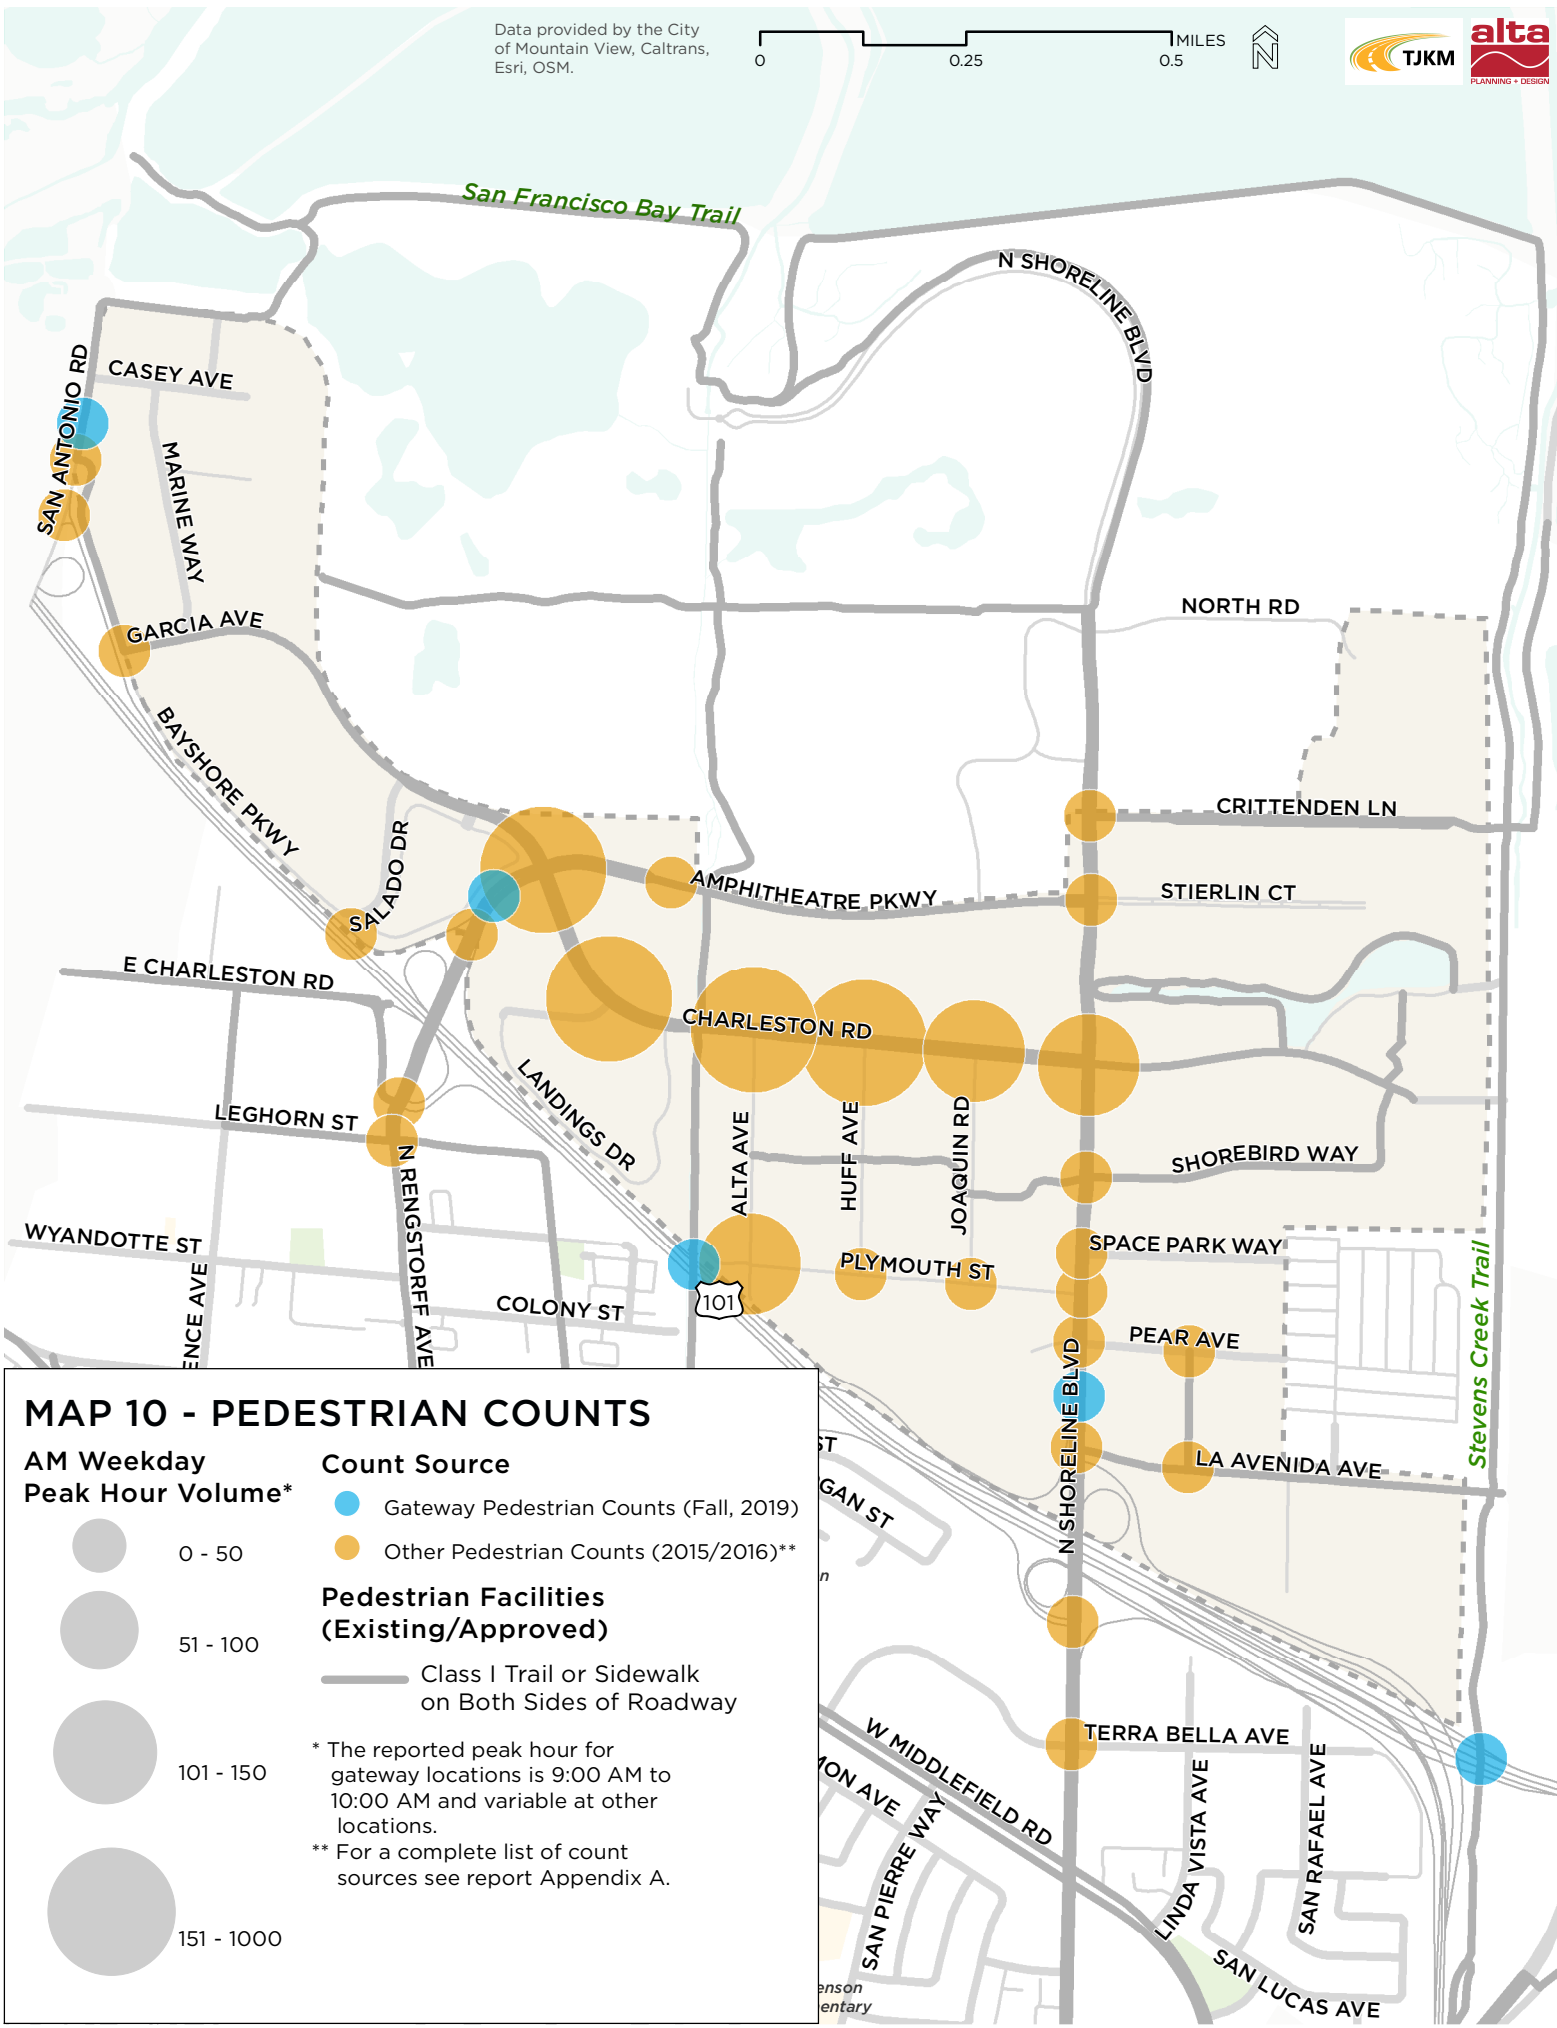 Data provided by the City
of Mountain View, Caltrans,
Esri, OSM.
0
0.25
0.5
MILES
N
TJKM
alta
PLANNING + DESIGN
San Francisco Bay Trail
N SHORELINE BLVD
SAN ANTONIO RD
CASEY AVE
MARINE WAY
GARCIA AVE
NORTH RD
BAYSHORE PKWY
CRITTENDEN LN
SALADO DR
AMPHITHEATRE PKWY
STIERLIN CT
E CHARLESTON RD
CHARLESTON RD
LANDINGS DR
LEGHORN ST
ALTA AVE
HUFF AVE
JOAQUIN RD
SHOREBIRD WAY
N RENGSTORFF AVE
WYANDOTTE ST
SPACE PARK WAY
PLYMOUTH ST
101
COLONY ST
ENCE AVE
PEAR AVE
N SHORELINE BLVD
Stevens Creek Trail
LA AVENIDA AVE
ST
GAN ST
n
TERRA BELLA AVE
W MIDDLEFIELD RD
MON AVE
SAN PIERRE WAY
LINDA VISTA AVE
SAN RAFAEL AVE
SAN LUCAS AVE
enson
entary
MAP 10 - PEDESTRIAN COUNTS
AM Weekday
Peak Hour Volume*
0 - 50
51 - 100
101 - 150
151 - 1000
Count Source
Gateway Pedestrian Counts (Fall, 2019)
Other Pedestrian Counts (2015/2016)**
Pedestrian Facilities
(Existing/Approved)
Class I Trail or Sidewalk
on Both Sides of Roadway
* The reported peak hour for
gateway locations is 9:00 AM to
10:00 AM and variable at other
locations.
** For a complete list of count
sources see report Appendix A.